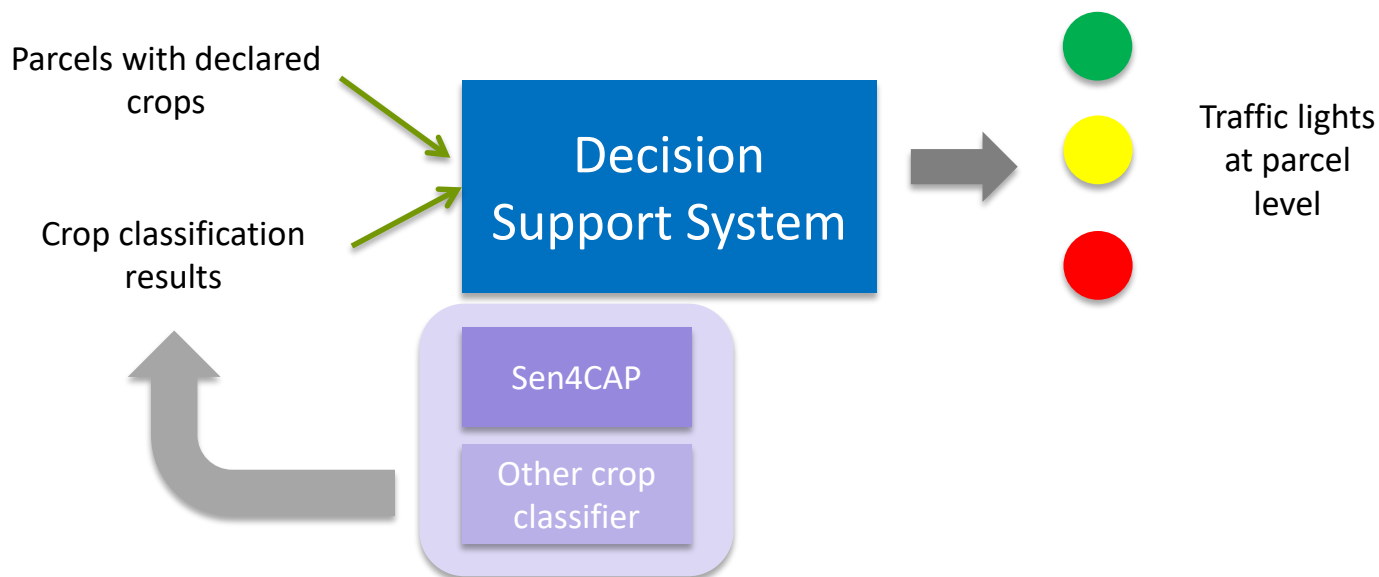 Parcels with declared
crops
Crop classification
results
Decision
Support System
Sen4CAP
Other crop
classifier
Traffic lights
at parcel
level